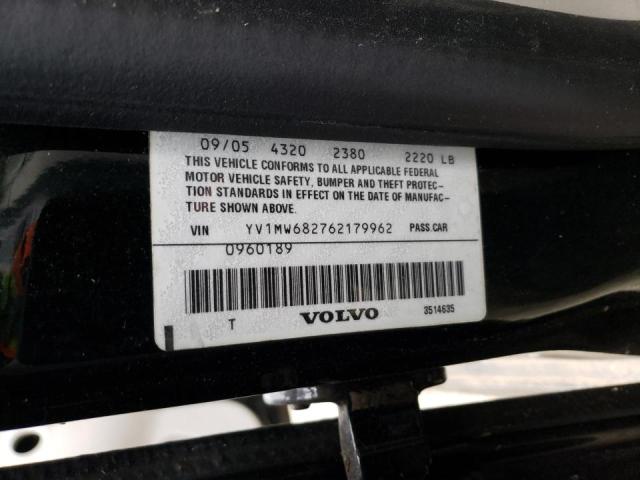 09/05 4320 2380 2220 LB
THIS VEHICLE CONFORMS TO ALL APPLICABLE FEDERAL
MOTOR VEHICLE SAFETY, BUMPER AND THEFT PROTEC-
TION STANDARDS IN EFFECT ON THE DATE OF MANUFAC-
TURE SHOWN ABOVE.
VIN YV1MW682762179962 PASS.CAR
0960189
T VOLVO 3514635